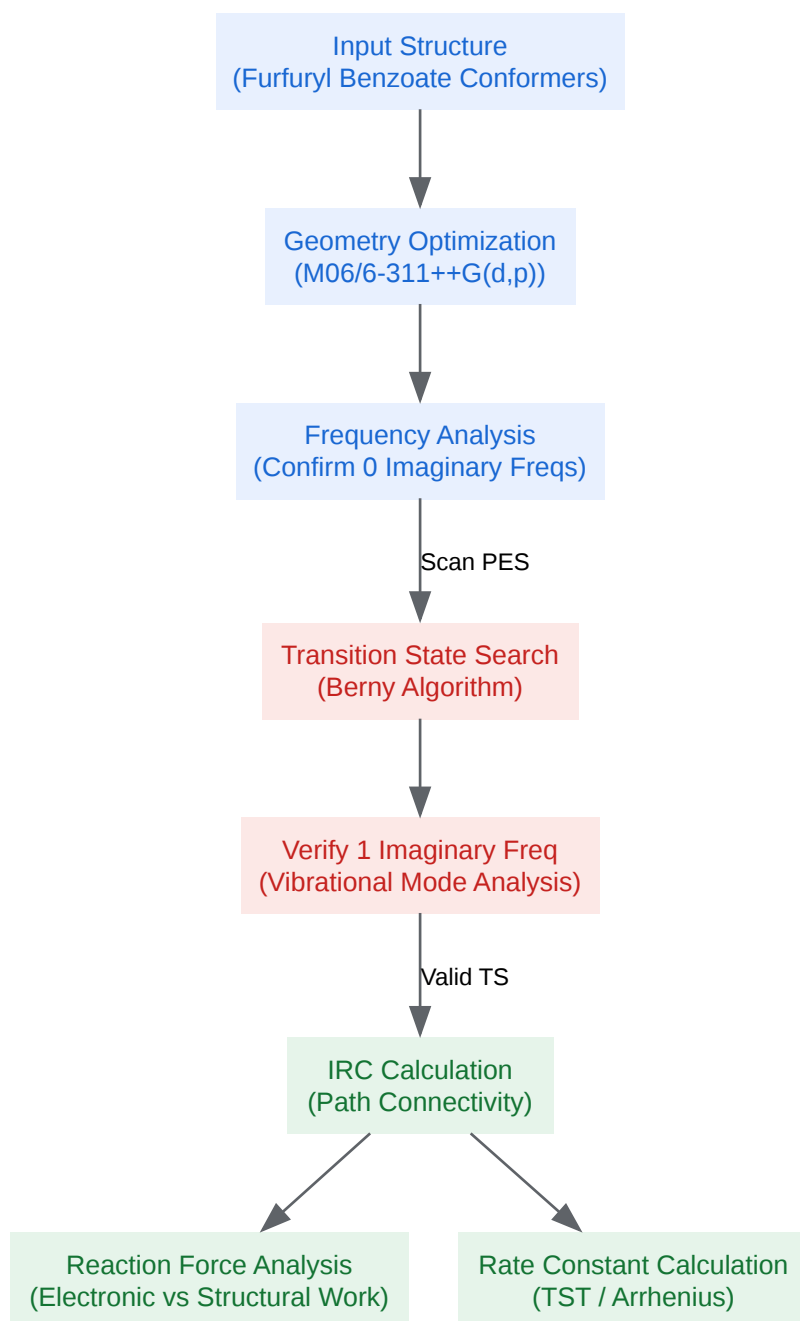 Input Structure
(Furfuryl Benzoate Conformers)
Geometry Optimization
(M06/6-311++G(d,p))
Frequency Analysis
(Confirm 0 Imaginary Freqs)
Scan PES
Transition State Search
(Berny Algorithm)
Verify 1 Imaginary Freq
(Vibrational Mode Analysis)
Valid TS
IRC Calculation
(Path Connectivity)
Reaction Force Analysis
(Electronic vs Structural Work)
Rate Constant Calculation
(TST / Arrhenius)